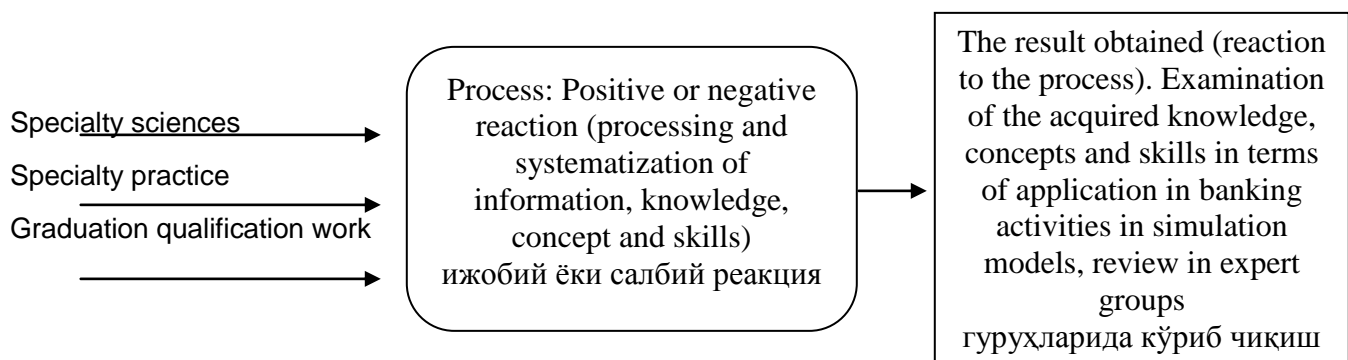 Specialty sciences
Specialty practice
Graduation qualification work
Process: Positive or negative
reaction (processing and
systematization of
information, knowledge,
concept and skills)
ижобий ёки салбий реакция
The result obtained (reaction
to the process). Examination
of the acquired knowledge,
concepts and skills in terms
of application in banking
activities in simulation
models, review in expert
groups
гуруҳларида кўриб чиқиш